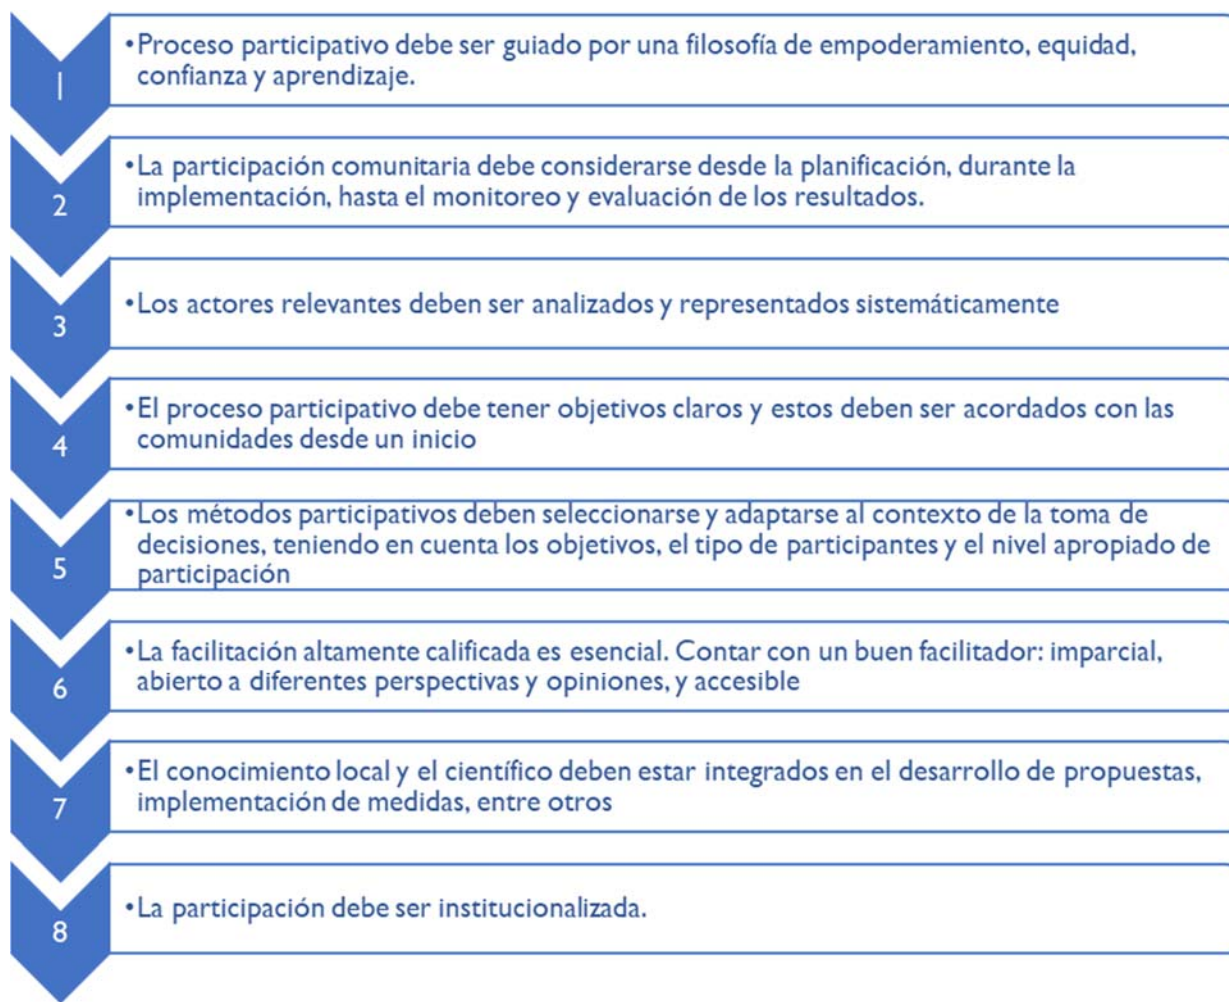 1
•Proceso participativo debe ser guiado por una filosofía de empoderamiento, equidad,
confianza y aprendizaje.
2
•La participación comunitaria debe considerarse desde la planificación, durante la
implementación, hasta el monitoreo y evaluación de los resultados.
3
•Los actores relevantes deben ser analizados y representados sistemáticamente
4
•El proceso participativo debe tener objetivos claros y estos deben ser acordados con las
comunidades desde un inicio
5
•Los métodos participativos deben seleccionarse y adaptarse al contexto de la toma de
decisiones, teniendo en cuenta los objetivos, el tipo de participantes y el nivel apropiado de
participación
6
•La facilitación altamente calificada es esencial. Contar con un buen facilitador: imparcial,
abierto a diferentes perspectivas y opiniones, y accesible
7
•El conocimiento local y el científico deben estar integrados en el desarrollo de propuestas,
implementación de medidas, entre otros
8
•La participación debe ser institucionalizada.